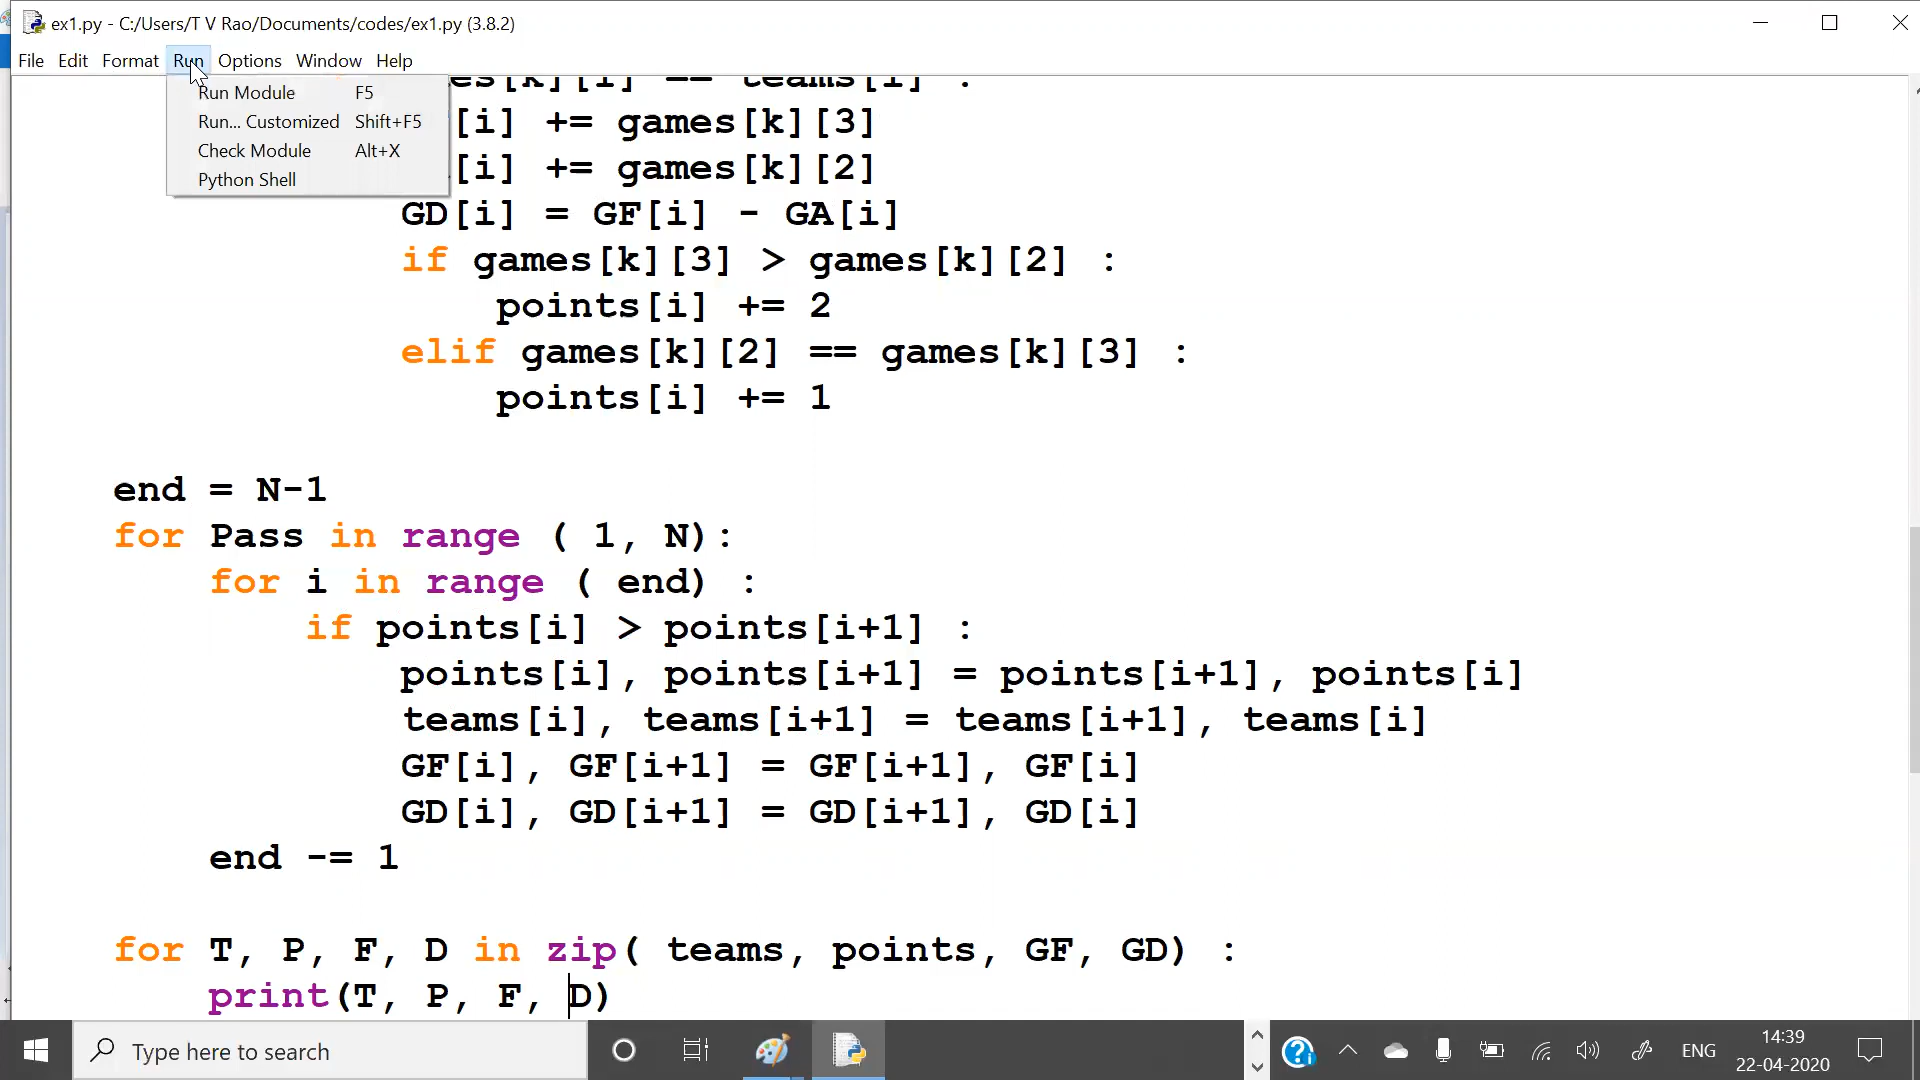 ex1.py - C:/Users/T V Rao/Documents/codes/ex1.py (3.8.2)
File Edit Format Run Options Window Help
Run Module F5
Run... Customized Shift+F5
Check Module Alt+X
Python Shell
es[k][i] == teams[i] :
[i] += games[k][3]
[i] += games[k][2]
GD[i] = GF[i] - GA[i]
if games[k][3] > games[k][2] :
points[i] += 2
elif games[k][2] == games[k][3] :
points[i] += 1
end = N-1
for Pass in range ( 1, N):
for i in range ( end) :
if points[i] > points[i+1] :
points[i], points[i+1] = points[i+1], points[i]
teams[i], teams[i+1] = teams[i+1], teams[i]
GF[i], GF[i+1] = GF[i+1], GF[i]
GD[i], GD[i+1] = GD[i+1], GD[i]
end -= 1
for T, P, F, D in zip( teams, points, GF, GD) :
print(T, P, F, D)
Type here to search
ENG
14:39
22-04-2020